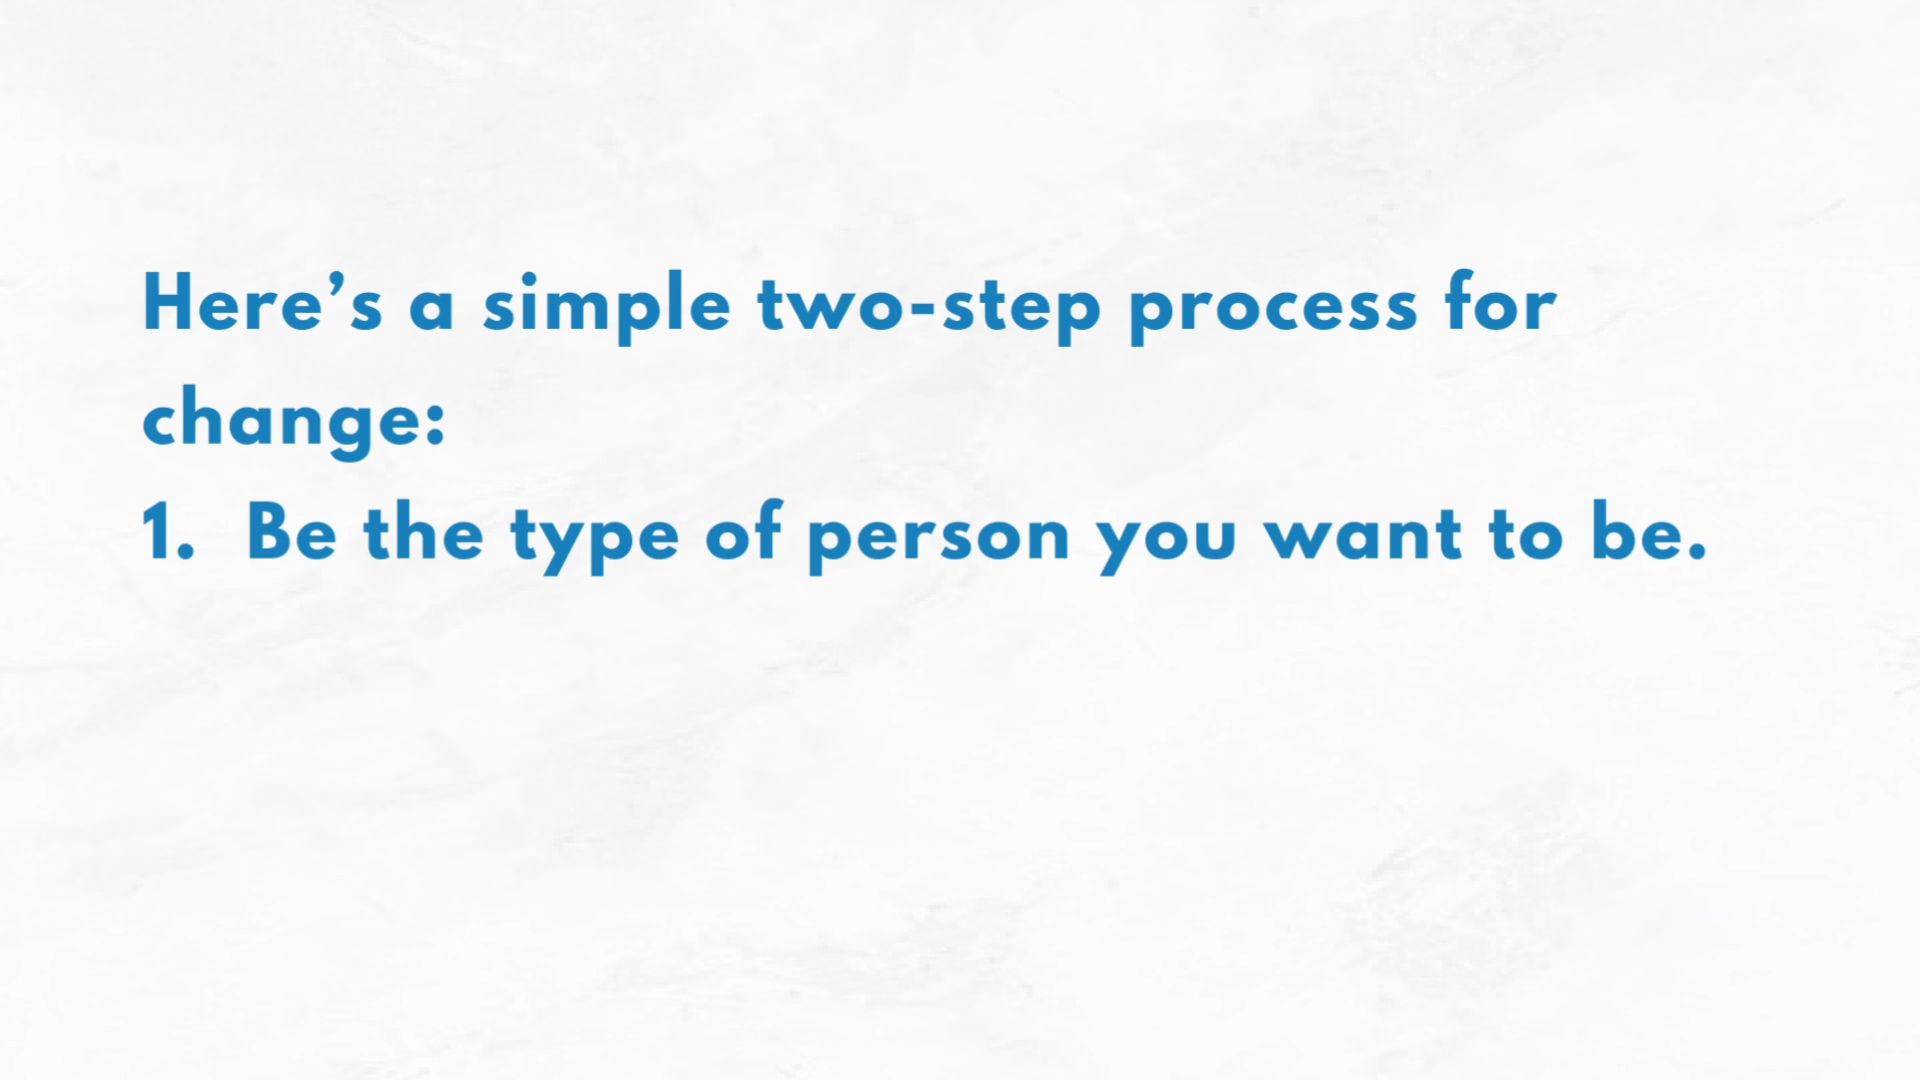 Here’s a simple two-step process for
change:
1. Be the type of person you want to be.